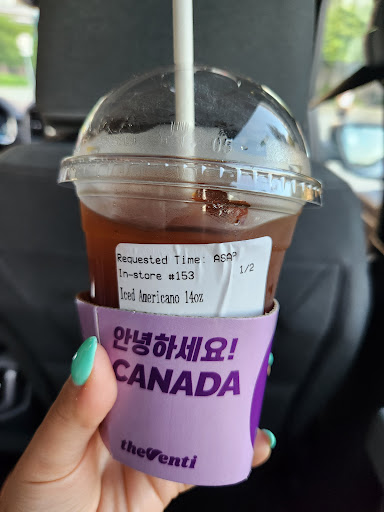 Requested Time: ASAP
In-store #153
1/2
Iced Americano 14oz
안녕하세요!
CANADA
theVenti